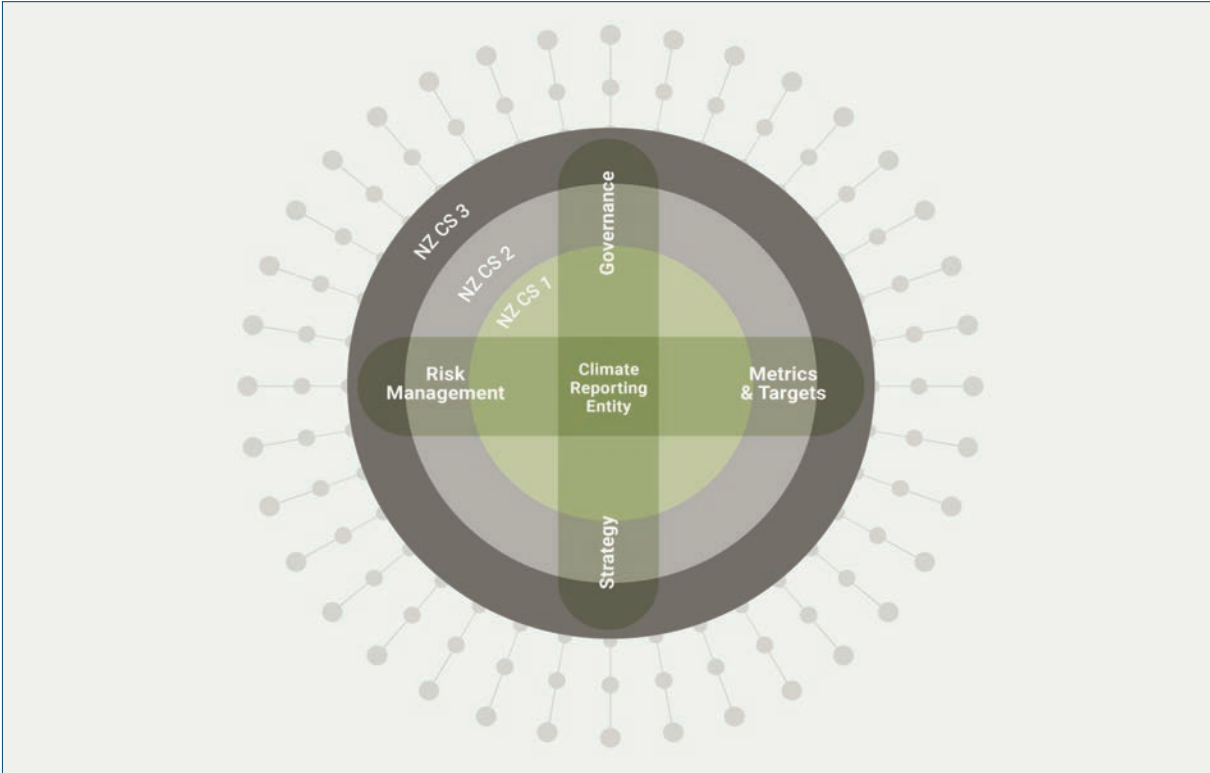 Governance
NZ CS 3
NZ CS 2
NZ CS 1
Risk
Management
Climate
Reporting
Entity
Metrics
& Targets
Strategy